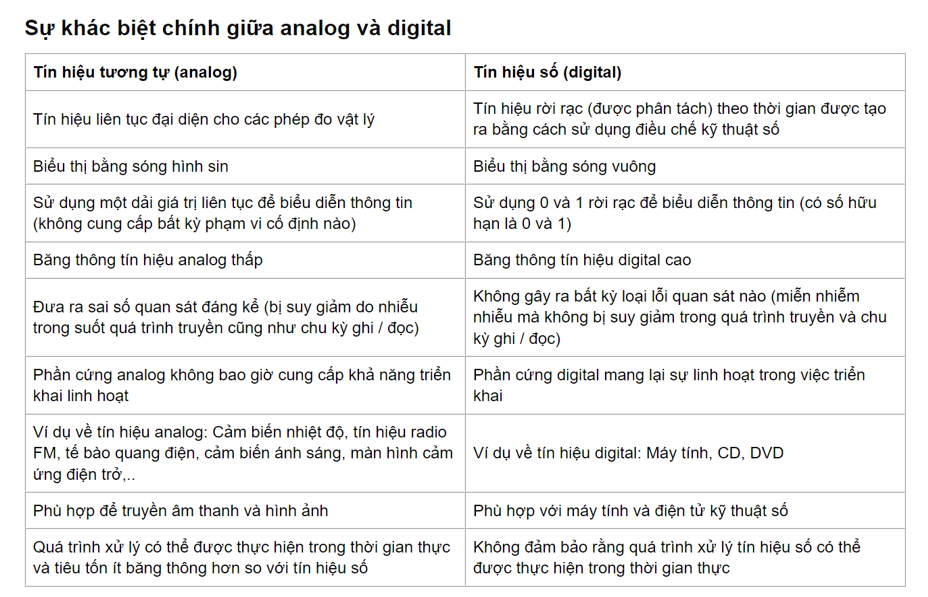 Sự khác biệt chính giữa analog và digital
Tín hiệu tương tự (analog)
Tín hiệu số (digital)
Tín hiệu liên tục đại diện cho các phép đo vật lý
Tín hiệu rời rạc (được phân tách) theo thời gian được tạo
ra bằng cách sử dụng điều chế kỹ thuật số
Biểu thị bằng sóng hình sin
Biểu thị bằng sóng vuông
Sử dụng một dải giá trị liên tục để biểu diễn thông tin
(không cung cấp bất kỳ phạm vi cố định nào)
Sử dụng 0 và 1 rời rạc để biểu diễn thông tin (có số hữu
hạn là 0 và 1)
Băng thông tín hiệu analog thấp
Băng thông tín hiệu digital cao
Đưa ra sai số quan sát đáng kể (bị suy giảm do nhiễu
trong suốt quá trình truyền cũng như chu kỳ ghi / đọc)
Không gây ra bất kỳ loại lỗi quan sát nào (miễn nhiễm
nhiễu mà không bị suy giảm trong quá trình truyền và chu
kỳ ghi / đọc)
Phần cứng analog không bao giờ cung cấp khả năng triển
khai linh hoạt
Phần cứng digital mang lại sự linh hoạt trong việc triển
khai
Ví dụ về tín hiệu analog: Cảm biến nhiệt độ, tín hiệu radio
FM, tế bào quang điện, cảm biến ánh sáng, màn hình cảm
ứng điện trở,..
Ví dụ về tín hiệu digital: Máy tính, CD, DVD
Phù hợp để truyền âm thanh và hình ảnh
Phù hợp với máy tính và điện tử kỹ thuật số
Quá trình xử lý có thể được thực hiện trong thời gian thực
và tiêu tốn ít băng thông hơn so với tín hiệu số
Không đảm bảo rằng quá trình xử lý tín hiệu số có thể
được thực hiện trong thời gian thực